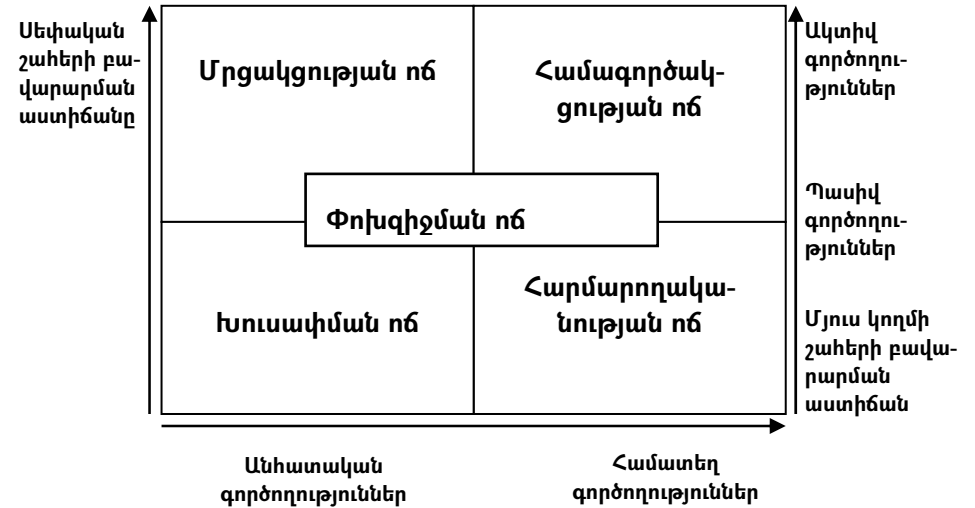 Սեփական
շահերի բա-
վարարման
աստիճանը
Մրցակցության ոճ
Համագործակ-
ցության ոճ
Ակտիվ
գործողու-
թյուններ
Փոխզիջման ոճ
Պասիվ
գործողու-
թյուններ
Խուսափման ոճ
Հարմարողակա-
նության ոճ
Մյուս կողմի
շահերի բավա-
րարման
աստիճան
Անհատական
գործողություններ
Համատեղ
գործողություններ